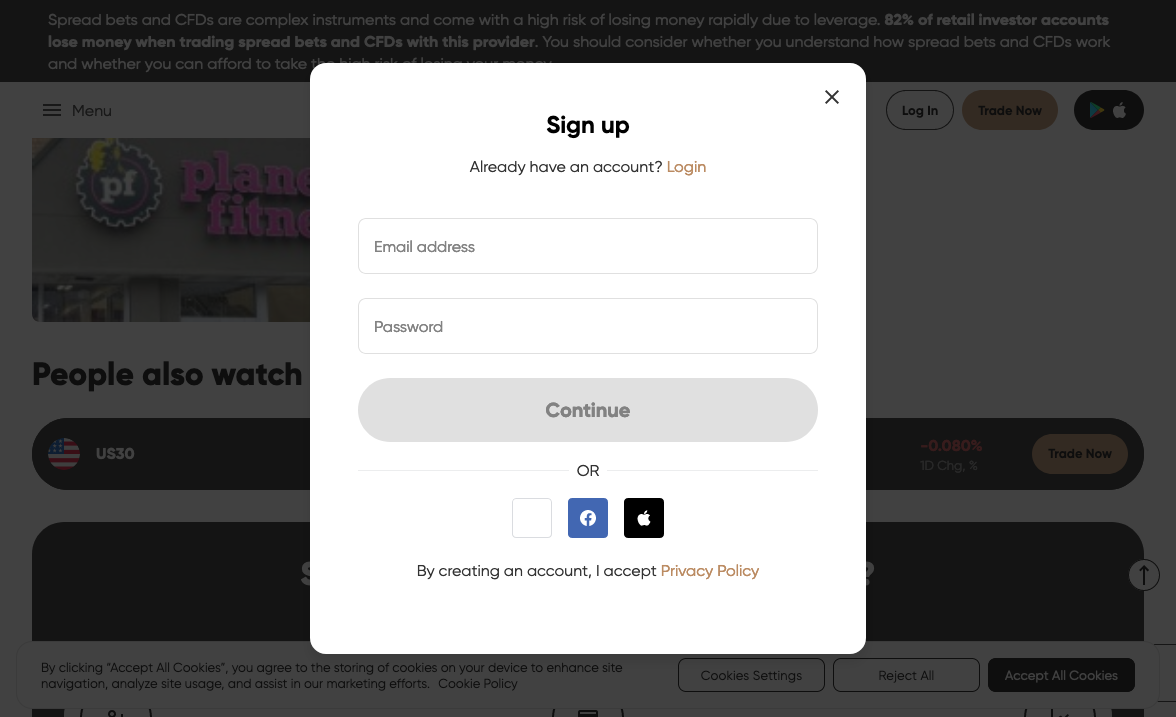 Spread bets and CFDs are complex instruments and come with a high risk of losing money rapidly due to leverage. 82% of retail investor accounts
lose money when trading spread bets and CFDs with this provider. You should consider whether you understand how spread bets and CFDs work
and whether you can afford to take the high risk of losing your money.
Menu
Log In
Trade Now
Sign up
Already have an account? Login
pf
plane
fitne
Email address
Password
Continue
People also watch
US30
-0.080%
1D Chg, %
Trade Now
OR
By creating an account, I accept Privacy Policy
S
?
By clicking “Accept All Cookies”, you agree to the storing of cookies on your device to enhance site
navigation, analyze site usage, and assist in our marketing efforts. Cookie Policy
Cookies Settings
Reject All
Accept All Cookies